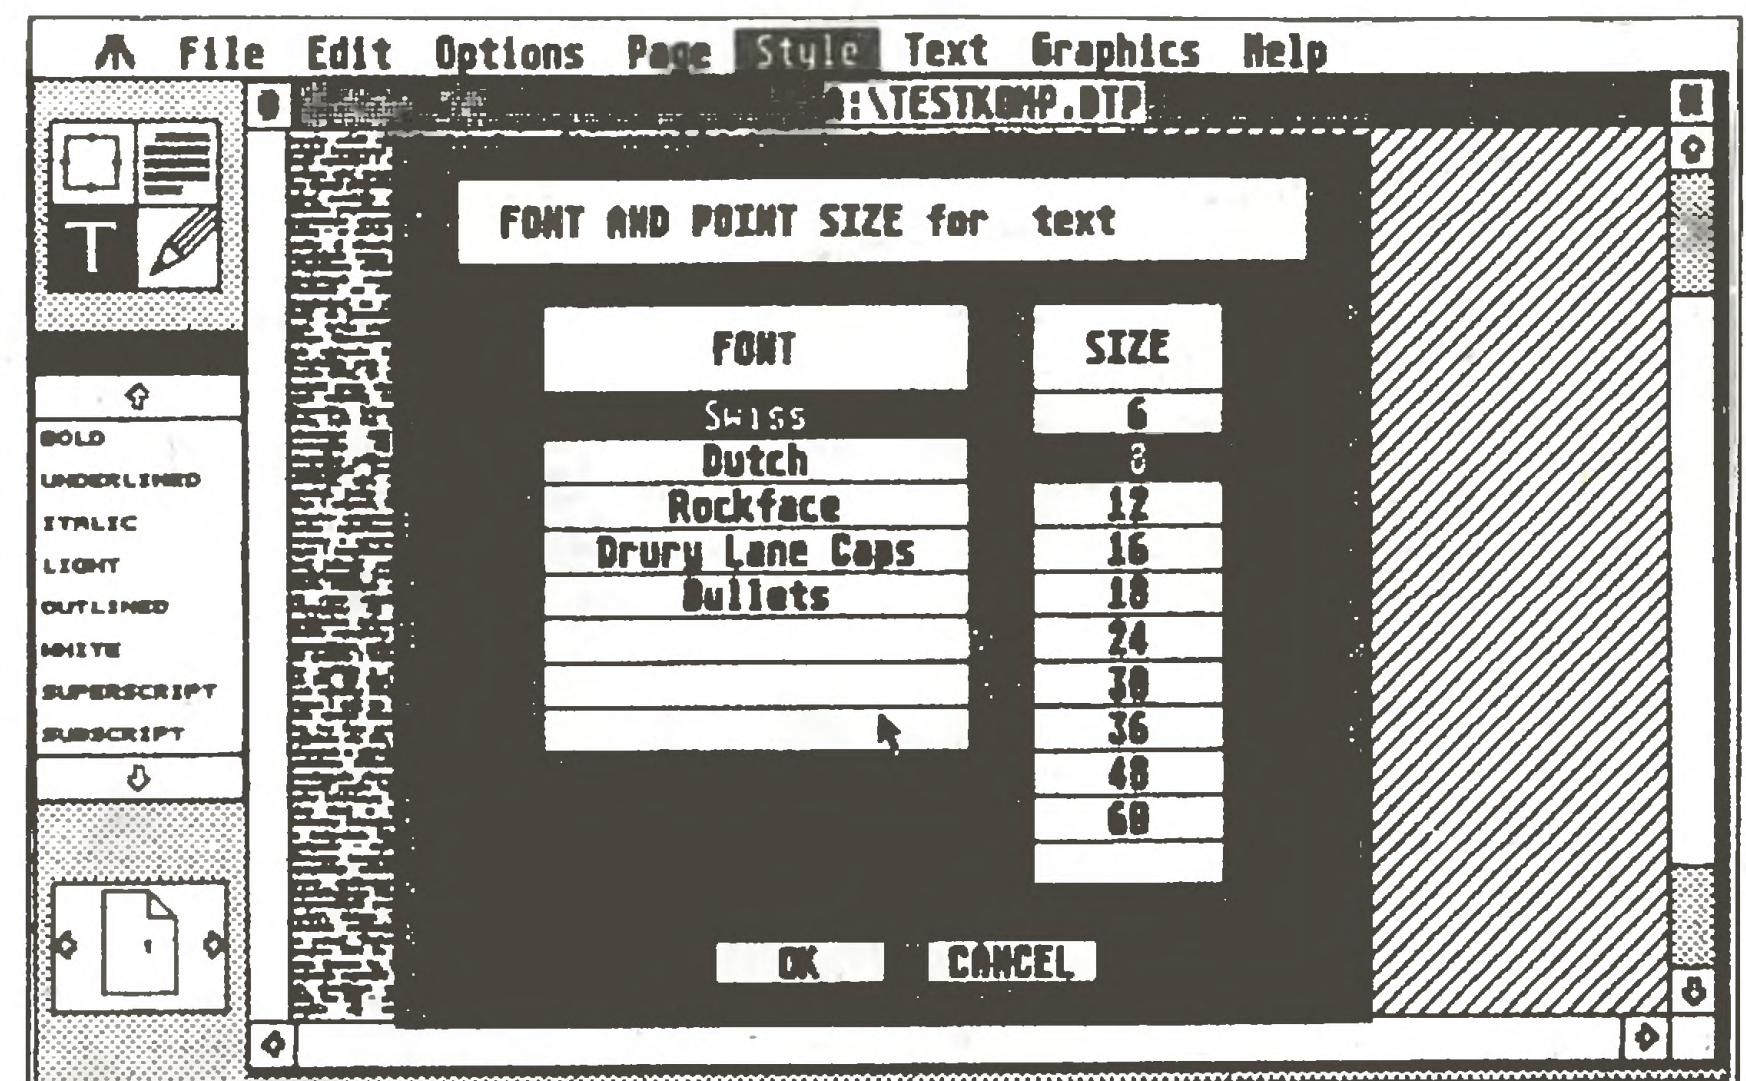 File Edit Options Page Style Text Graphics Help
:\TESTKOMP.DTP
T
FONT AND POINT SIZE for text
FONT SIZE
Swiss 6
Dutch 8
Rockface 12
Drury Lane Caps 16
Bullets 18
24
30
36
48
60
OK CANCEL
BOLD
UNDERLINED
ITALIC
LIGHT
OUTLINED
WHITE
SUPERSCRIPT
SUBSCRIPT
1